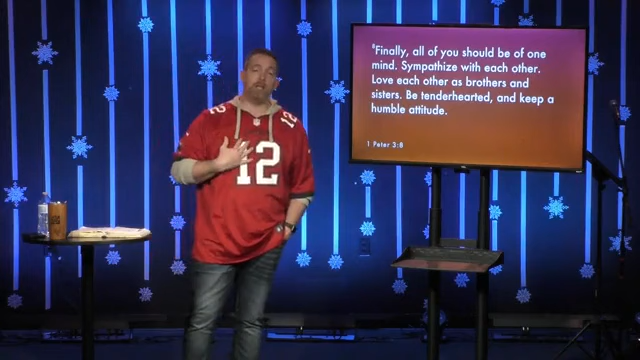 ⁸Finally, all of you should be of one
mind. Sympathize with each other.
Love each other as brothers and
sisters. Be tenderhearted, and keep a
humble attitude.
1 Peter 3:8
12
12
12